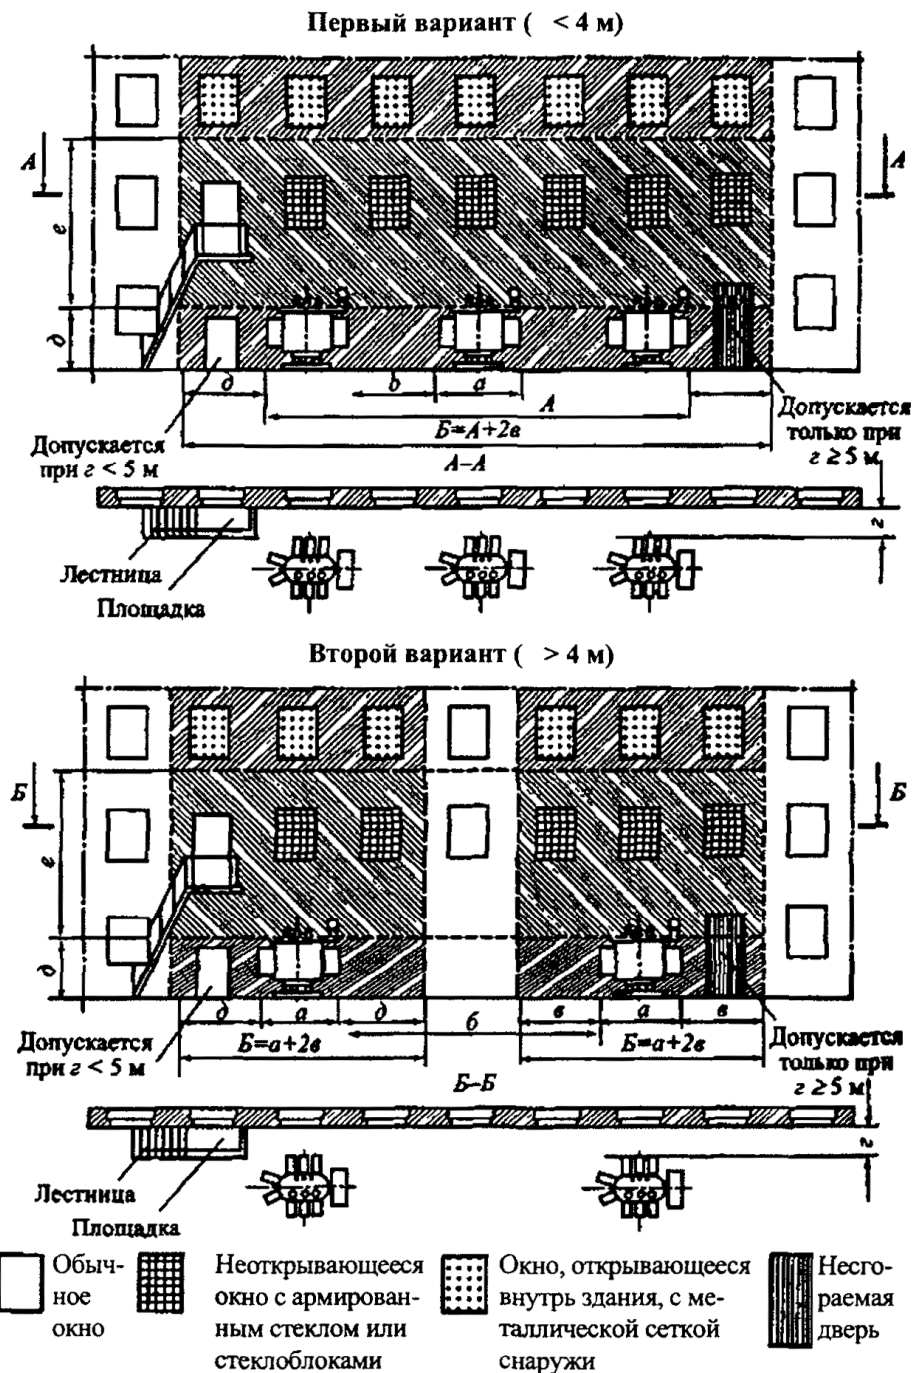 Первый вариант ( < 4 м)
А
А
е
д
д
b
а
А
Б=А+2в
Допускается
при г < 5 м
А–А
Допускается
только при
г ≥ 5 м
г
Лестница
Площадка
Второй вариант ( > 4 м)
Б
Б
е
д
д
а
д
б
в
а
в
Б=а+2в
Б=а+2в
Допускается
при г < 5 м
Б–Б
Допускается
только при
г ≥ 5 м
г
Лестница
Площадка
Обыч-
ное
окно
Неоткрывающееся
окно с армирован-
ным стеклом или
стеклоблоками
Окно, открывающееся
внутрь здания, с ме-
таллической сеткой
снаружи
Несго-
раемая
дверь